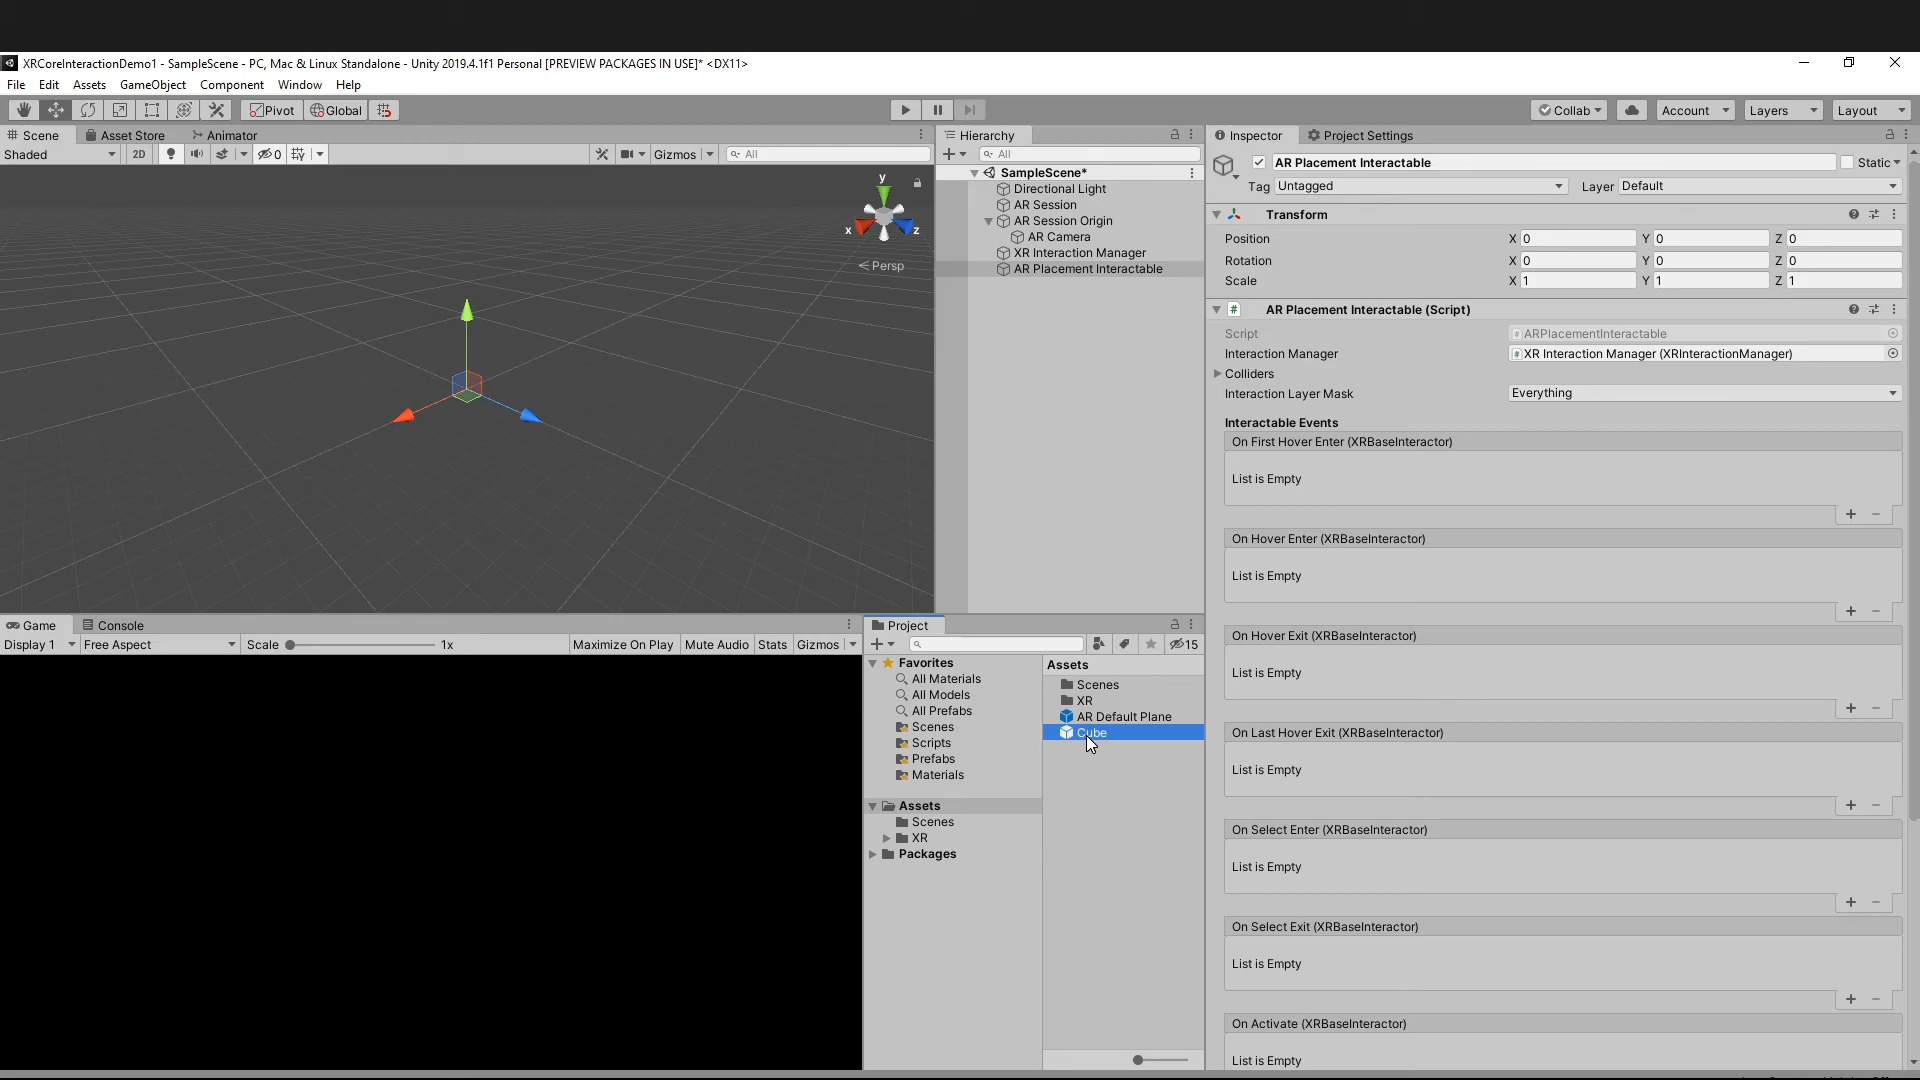 XRCoreInteractionDemo1 - SampleScene - PC, Mac & Linux Standalone - Unity 2019.4.1f1 Personal [PREVIEW PACKAGES IN USE]* <DX11>
File Edit Assets GameObject Component Window Help
Pivot Global Collab Account Layers Layout
Scene Asset Store Animator
Shaded 2D 0 Gizmos All
y
x z
Persp
Hierarchy
All
SampleScene*
Directional Light
AR Session
AR Session Origin
AR Camera
XR Interaction Manager
AR Placement Interactable
Game Console
Display 1 Free Aspect Scale 1x Maximize On Play Mute Audio Stats Gizmos
Project
15
Favorites
All Materials
All Models
All Prefabs
Scenes
Scripts
Prefabs
Materials
Assets
Scenes
XR
Packages
Assets
Scenes
XR
AR Default Plane
Cube
Inspector Project Settings
AR Placement Interactable Static
Tag Untagged Layer Default
Transform
Position X 0 Y 0 Z 0
Rotation X 0 Y 0 Z 0
Scale X 1 Y 1 Z 1
# AR Placement Interactable (Script)
Script ARPlacementInteractable
Interaction Manager XR Interaction Manager (XRInteractionManager)
Colliders
Interaction Layer Mask Everything
Interactable Events
On First Hover Enter (XRBaseInteractor)
List is Empty
+ −
On Hover Enter (XRBaseInteractor)
List is Empty
+ −
On Hover Exit (XRBaseInteractor)
List is Empty
+ −
On Last Hover Exit (XRBaseInteractor)
List is Empty
+ −
On Select Enter (XRBaseInteractor)
List is Empty
+ −
On Select Exit (XRBaseInteractor)
List is Empty
+ −
On Activate (XRBaseInteractor)
List is Empty